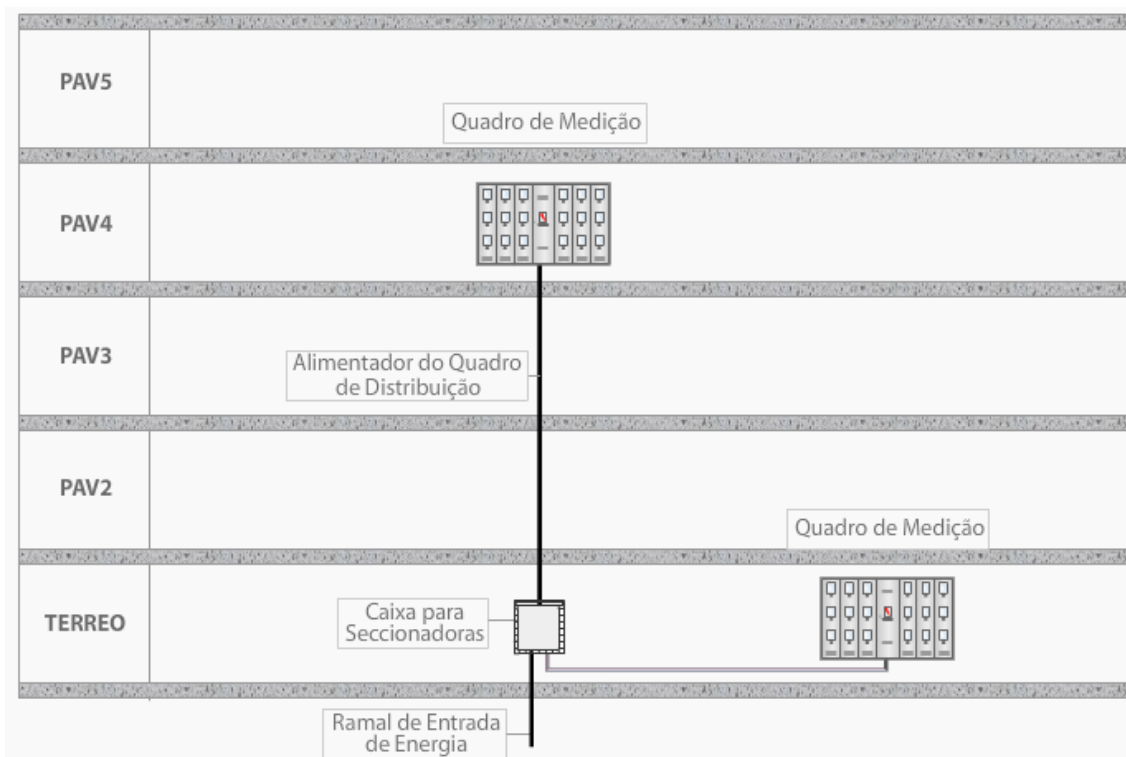 PAV5
Quadro de Medição
PAV4
PAV3
Alimentador do Quadro
de Distribuição
PAV2
Quadro de Medição
TERREO
Caixa para
Seccionadoras
Ramal de Entrada
de Energia